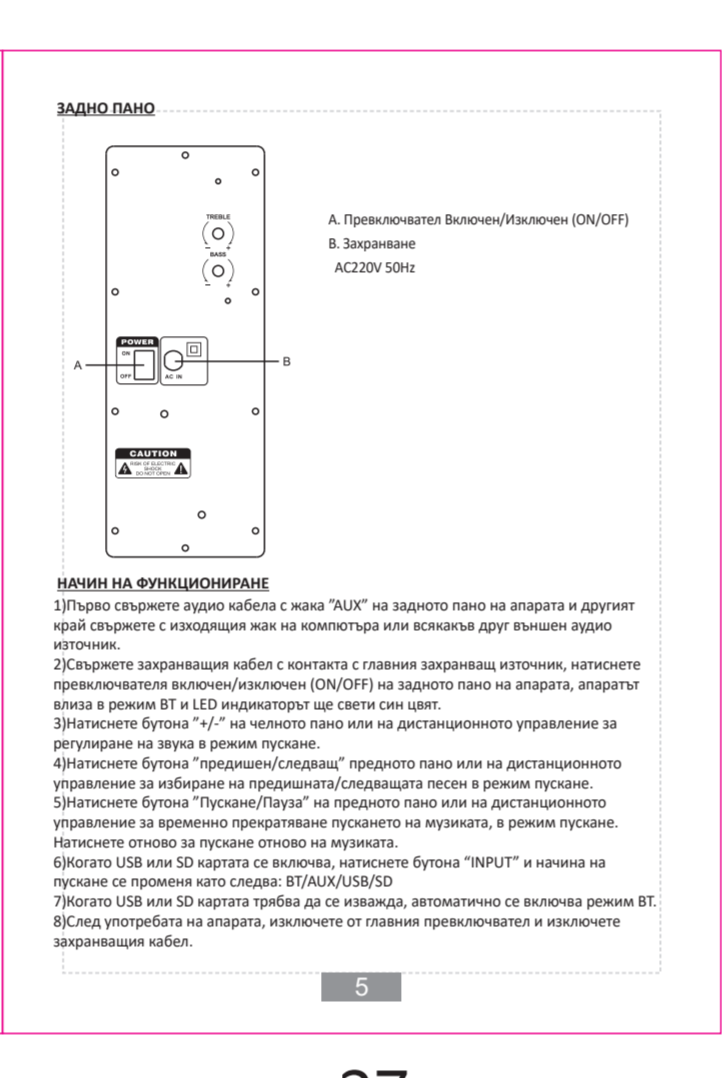 ЗАДНО ПАНО
TREBLE
− +
BASS
− +
A. Превключвател Включен/Изключен (ON/OFF)
B. Захранване
AC220V 50Hz
POWER
ON
OFF
AC IN
A
B
CAUTION
RISK OF ELECTRIC
SHOCK
DO NOT OPEN
НАЧИН НА ФУНКЦИОНИРАНЕ
1)Първо свържете аудио кабела с жака "AUX" на задното пано на апарата и другият
край свържете с изходящия жак на компютъра или всякакъв друг външен аудио
източник.
2)Свържете захранващия кабел с контакта с главния захранващ източник, натиснете
превключвателя включен/изключен (ON/OFF) на задното пано на апарата, апаратът
влиза в режим BT и LED индикаторът ще свети син цвят.
3)Натиснете бутона "+/-" на челното пано или на дистанционното управление за
регулиране на звука в режим пускане.
4)Натиснете бутона "предишен/следващ" предното пано или на дистанционното
управление за избиране на предишната/следващата песен в режим пускане.
5)Натиснете бутона "Пускане/Пауза" на предното пано или на дистанционното
управление за временно прекратяване пускането на музиката, в режим пускане.
Натиснете отново за пускане отново на музиката.
6)Когато USB или SD картата се включва, натиснете бутона "INPUT" и начина на
пускане се променя като следва: BT/AUX/USB/SD
7)Когато USB или SD картата трябва да се изважда, автоматично се включва режим BT.
8)След употребата на апарата, изключете от главния превключвател и изключете
захранващия кабел.
5